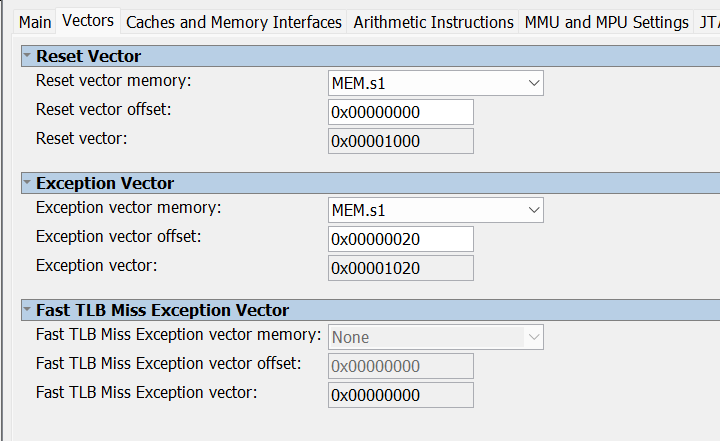 Main Vectors Caches and Memory Interfaces Arithmetic Instructions MMU and MPU Settings
Reset Vector
Reset vector memory: MEM.s1
Reset vector offset: 0x00000000
Reset vector: 0x00001000
Exception Vector
Exception vector memory: MEM.s1
Exception vector offset: 0x00000020
Exception vector: 0x00001020
Fast TLB Miss Exception Vector
Fast TLB Miss Exception vector memory: None
Fast TLB Miss Exception vector offset: 0x00000000
Fast TLB Miss Exception vector: 0x00000000